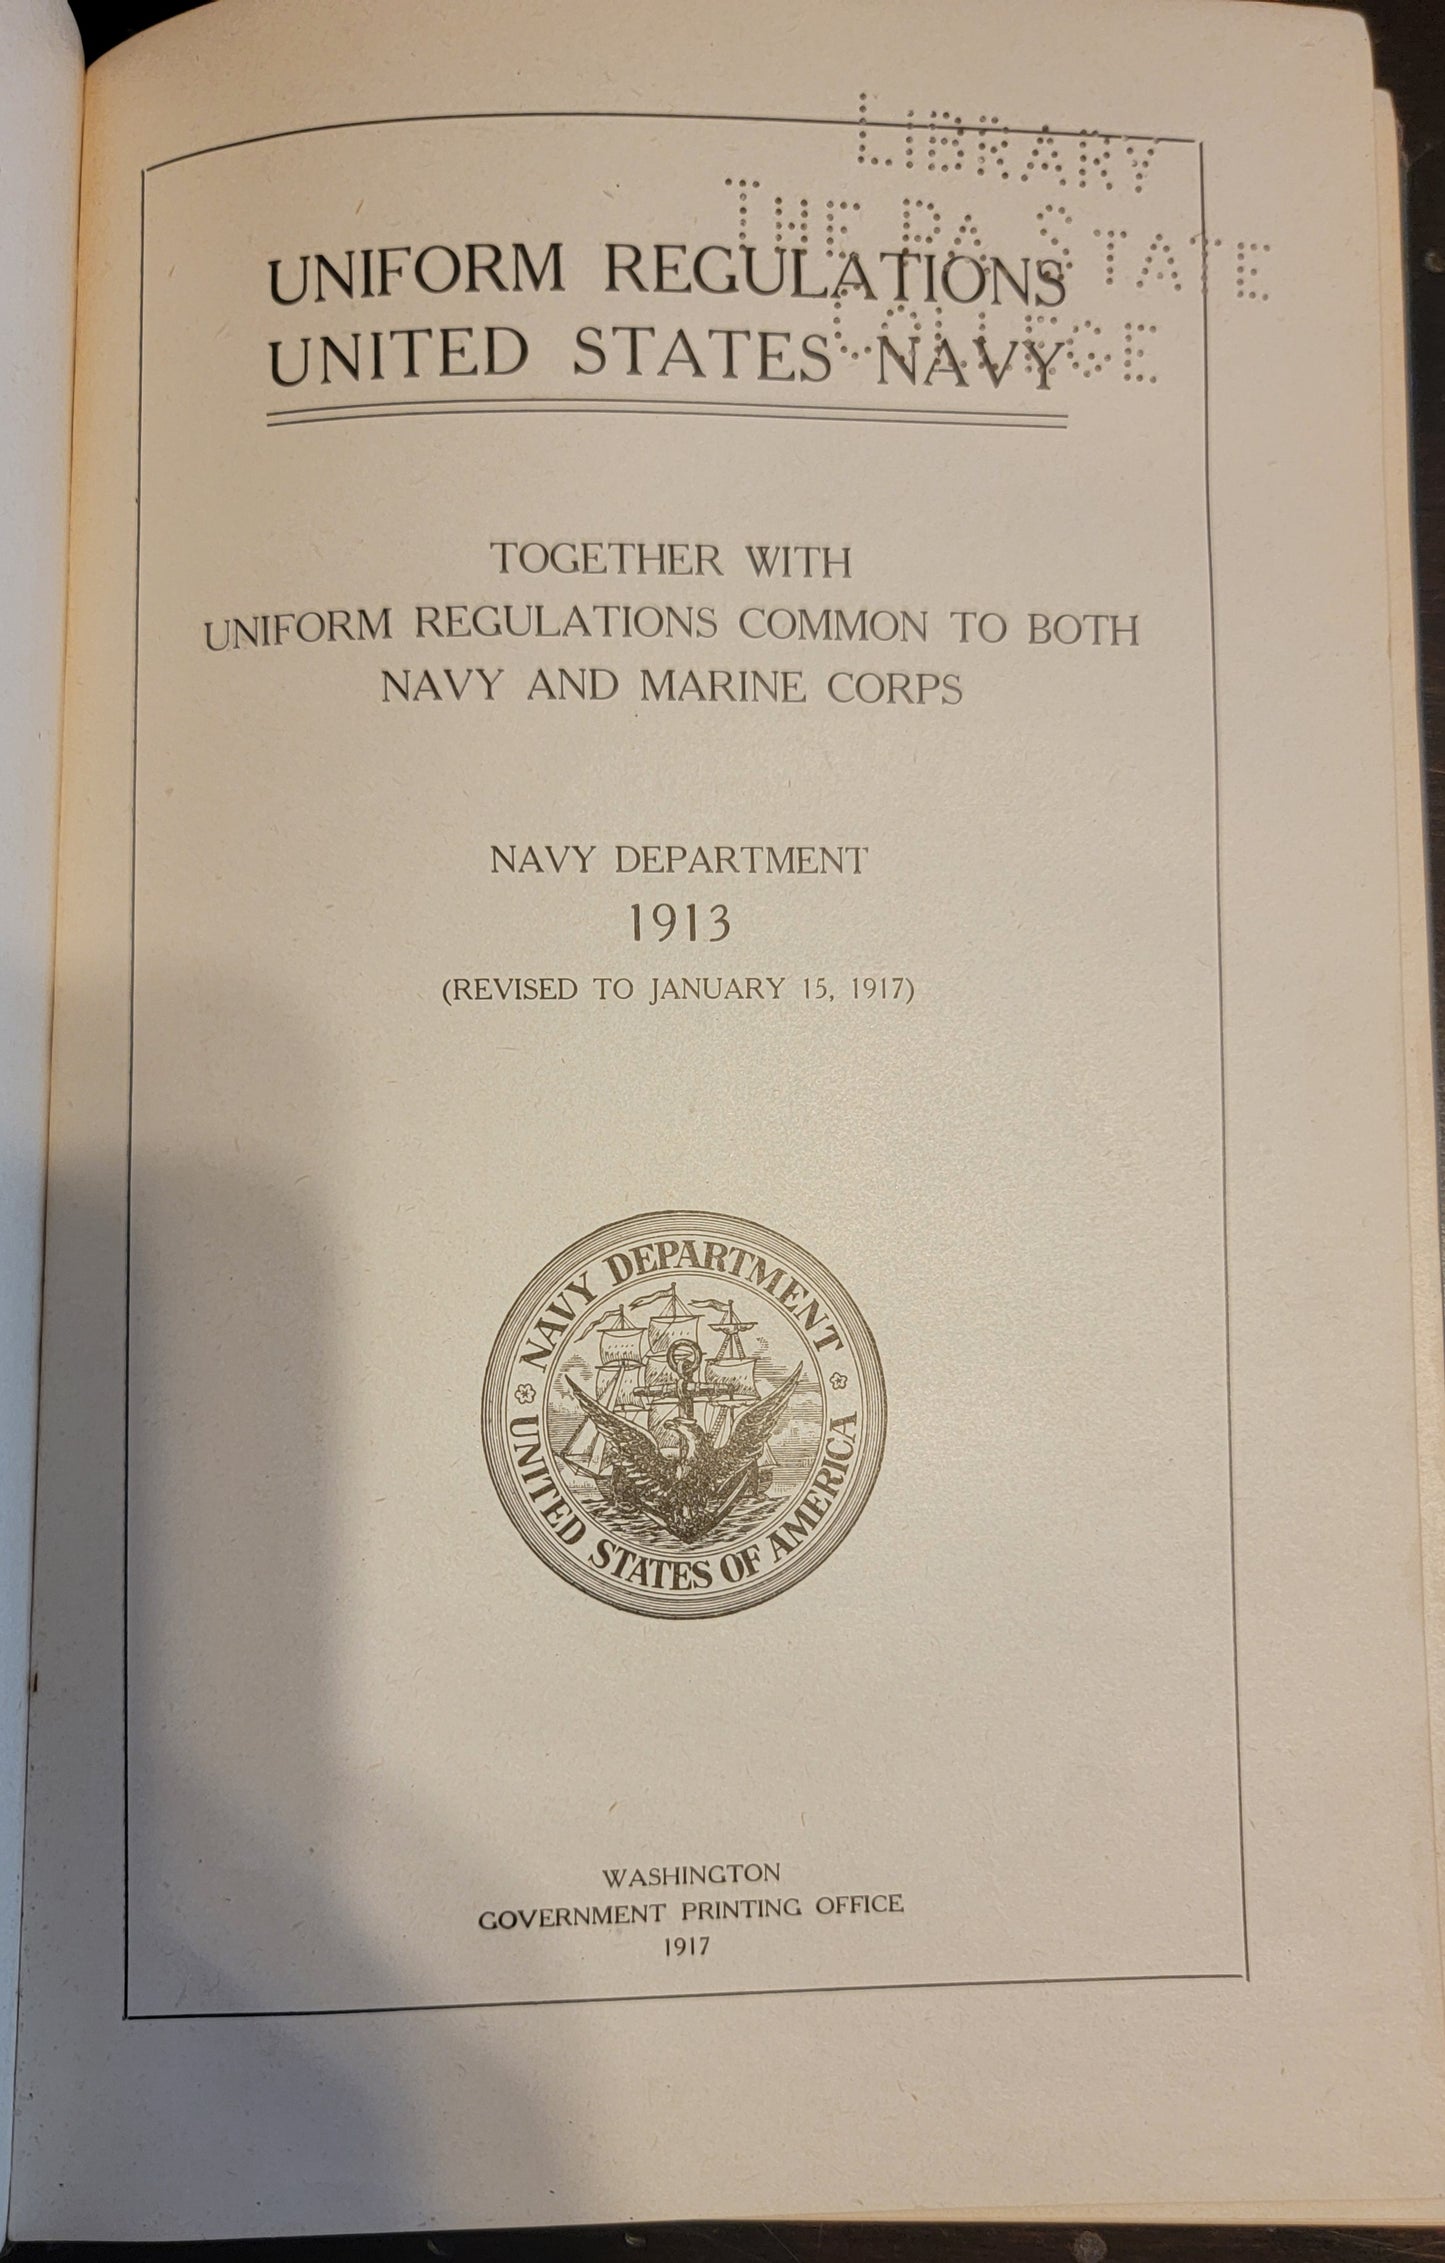 LIBRARY
THE PA. STATE
COLLEGE
UNIFORM REGULATIONS
UNITED STATES NAVY
TOGETHER WITH
UNIFORM REGULATIONS COMMON TO BOTH
NAVY AND MARINE CORPS
NAVY DEPARTMENT
1913
(REVISED TO JANUARY 15, 1917)
NAVY DEPARTMENT
UNITED STATES OF AMERICA
WASHINGTON
GOVERNMENT PRINTING OFFICE
1917